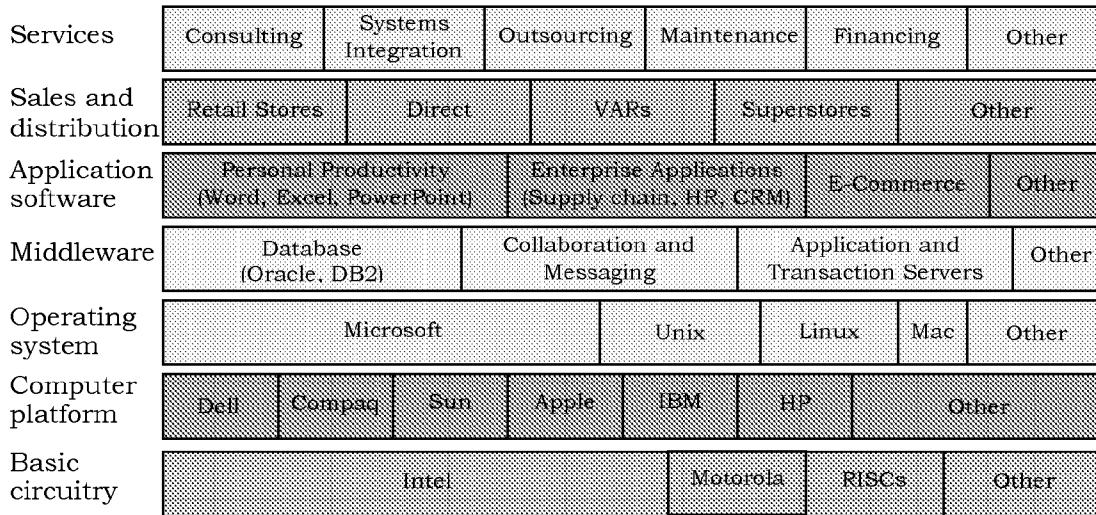 Services
Consulting
Systems
Integration
Outsourcing
Maintenance
Financing
Other
Sales and
distribution
Retail Stores
Direct
VARs
Superstores
Other
Application
software
Personal Productivity
(Word, Excel, PowerPoint)
Enterprise Applications
(Supply chain, HR, CRM)
E-Commerce
Other
Middleware
Database
(Oracle, DB2)
Collaboration and
Messaging
Application and
Transaction Servers
Other
Operating
system
Microsoft
Unix
Linux
Mac
Other
Computer
platform
Dell
Compaq
Sun
Apple
IBM
HP
Other
Basic
circuitry
Intel
Motorola
RISCs
Other